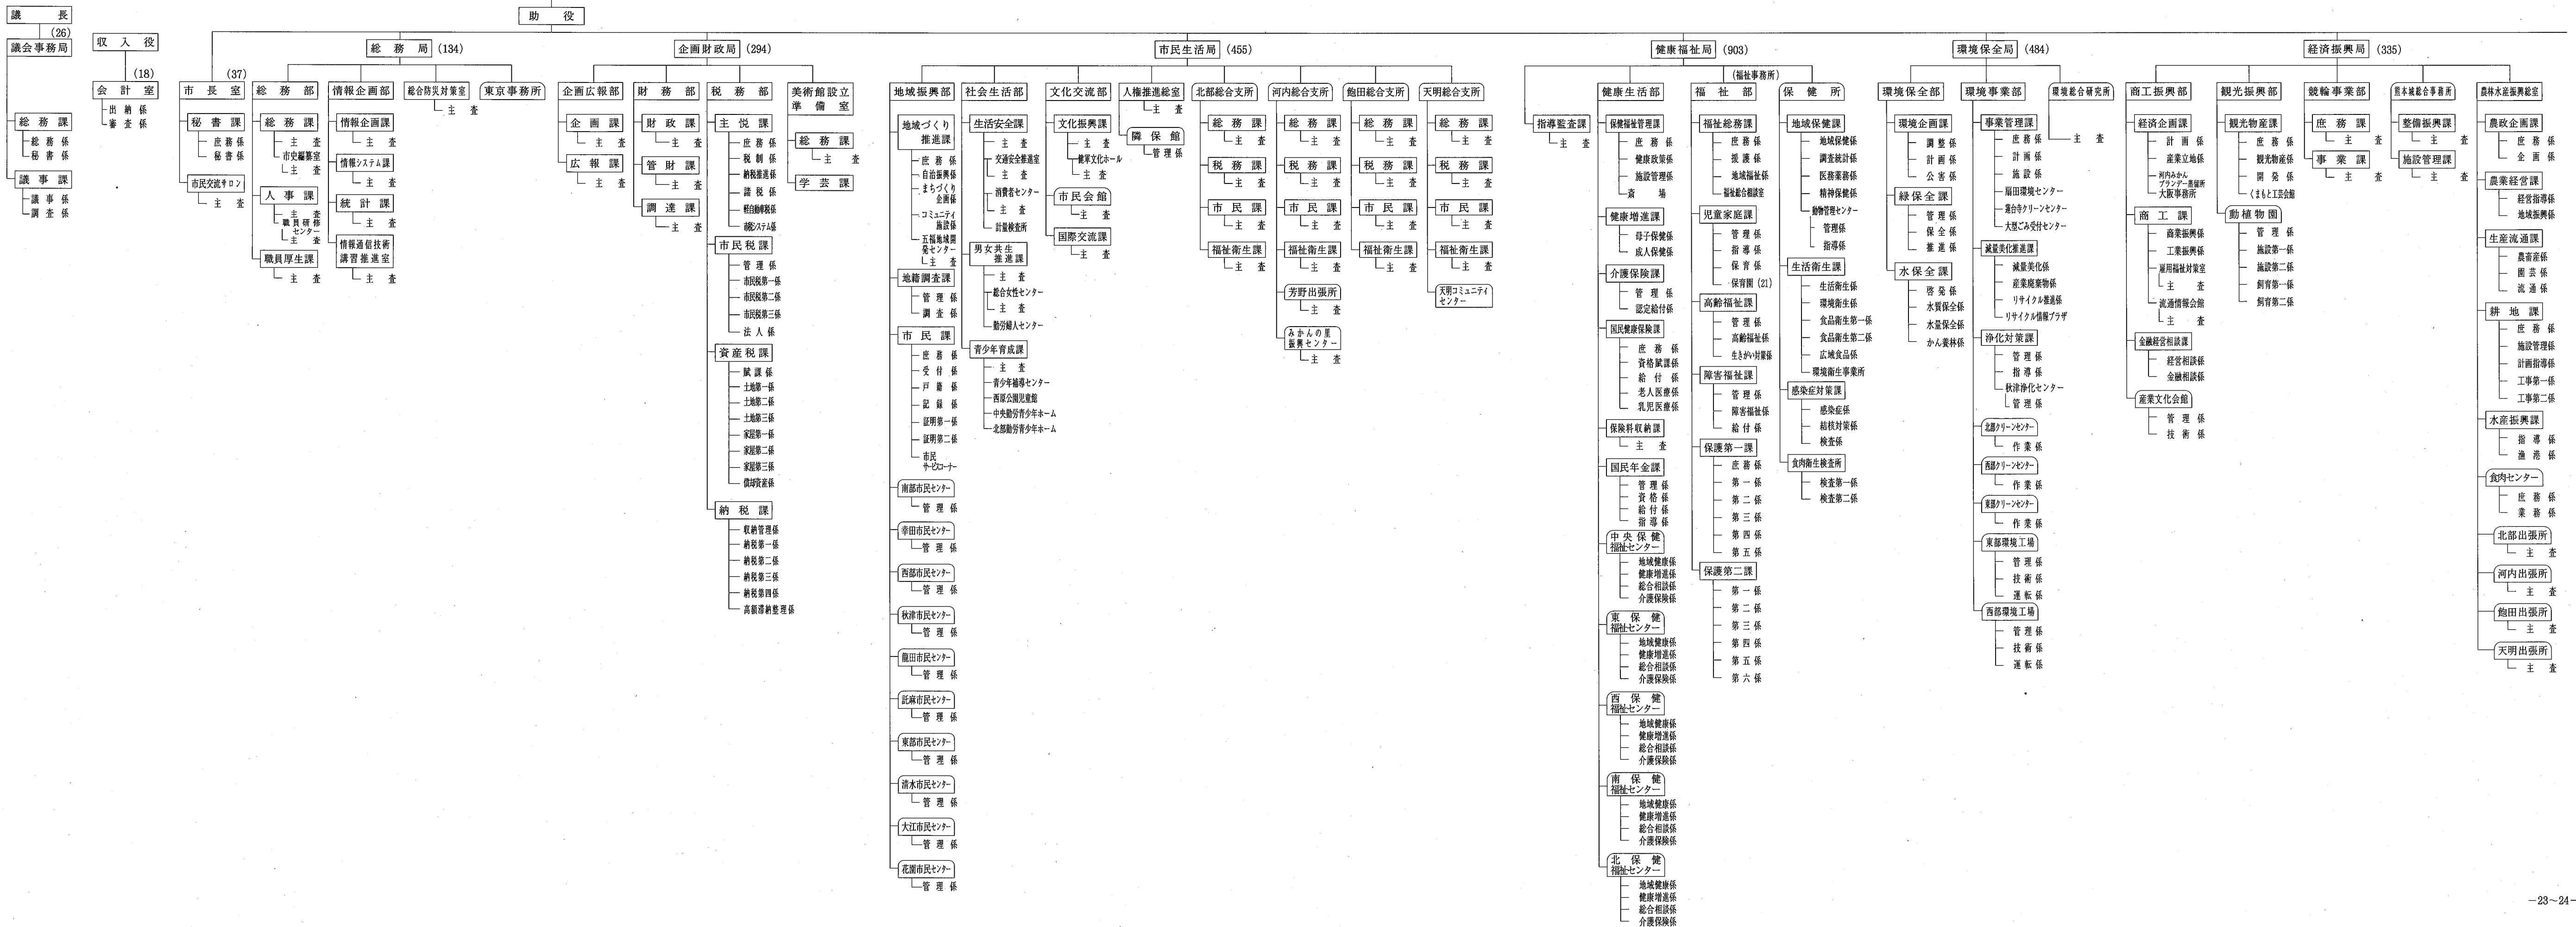 議長
(26)
議会事務局
総務課
総務係
秘書係
議事課
議事係
調査係
収入役
(18)
会計室
出納係
審査係
助役
(37)
市長室
秘書課
庶務係
秘書係
市民交流サロン
主査
総務局 (134)
総務部
総務課
主査
市史編纂室
主査
人事課
主査
職員研修
センター
主査
職員厚生課
主査
情報企画部
情報企画課
主査
情報システム課
主査
統計課
主査
情報通信技術
講習推進室
主査
総合防災対策室
主査
東京事務所
企画財政局 (294)
企画広報部
企画課
主査
広報課
主査
財務部
財政課
主査
管財課
主査
調達課
主査
税務部
主悦課
庶務係
税制係
納税推進係
諸税係
軽自動車税係
市税システム係
市民税課
管理係
市民税第一係
市民税第二係
市民税第三係
法人係
資産税課
賦課係
土地第一係
土地第二係
土地第三係
家屋第一係
家屋第二係
家屋第三係
償却資産係
納税課
収納管理係
納税第一係
納税第二係
納税第三係
納税第四係
高額滞納整理係
美術館設立
準備室
総務課
主査
学芸課
市民生活局 (455)
地域振興部
地域づくり
推進課
庶務係
自治振興係
まちづくり
企画係
コミュニティ
施設係
五福地域開
発センター
主査
地籍調査課
管理係
調査係
市民課
庶務係
受付係
戸籍係
記録係
証明第一係
証明第二係
市民
サービスコーナー
南部市民センター
管理係
幸田市民センター
管理係
西部市民センター
管理係
秋津市民センター
管理係
龍田市民センター
管理係
託麻市民センター
管理係
東部市民センター
管理係
清水市民センター
管理係
大江市民センター
管理係
花園市民センター
管理係
社会生活部
生活安全課
主査
交通安全推進室
主査
消費者センター
主査
計量検査所
男女共生
推進課
主査
総合女性センター
主査
勤労婦人センター
青少年育成課
主査
青少年補導センター
西原公園児童館
中央勤労青少年ホーム
北部勤労青少年ホーム
文化交流部
文化振興課
主査
健軍文化ホール
主査
市民会館
主査
国際交流課
主査
人権推進総室
主査
隣保館
管理係
北部総合支所
総務課
主査
税務課
主査
市民課
主査
福祉衛生課
主査
河内総合支所
総務課
主査
税務課
主査
市民課
主査
福祉衛生課
主査
芳野出張所
主査
みかんの里
振興センター
主査
飽田総合支所
総務課
主査
税務課
主査
市民課
主査
福祉衛生課
主査
天明総合支所
総務課
主査
税務課
主査
市民課
主査
福祉衛生課
主査
天明コミュニティ
センター
健康福祉局 (903)
指導監査課
主査
健康生活部
保健福祉管理課
庶務係
健康政策係
施設管理係
斎場
健康増進課
母子保健係
成人保健係
介護保険課
管理係
認定給付係
国民健康保険課
庶務係
資格賦課係
給付係
老人医療係
乳児医療係
保険料収納課
主査
国民年金課
管理係
資格係
給付係
指導係
中央保健
福祉センター
地域健康係
健康増進係
総合相談係
介護保険係
東保健
福祉センター
地域健康係
健康増進係
総合相談係
介護保険係
西保健
福祉センター
地域健康係
健康増進係
総合相談係
介護保険係
南保健
福祉センター
地域健康係
健康増進係
総合相談係
介護保険係
北保健
福祉センター
地域健康係
健康増進係
総合相談係
介護保険係
(福祉事務所)
福祉部
福祉総務課
庶務係
援護係
地域福祉係
福祉総合相談室
児童家庭課
管理係
指導係
保育係
保育園 (21)
高齢福祉課
管理係
高齢福祉係
生きがい対策係
障害福祉課
管理係
障害福祉係
給付係
保護第一課
庶務係
第一係
第二係
第三係
第四係
第五係
保護第二課
第一係
第二係
第三係
第四係
第五係
第六係
保健所
地域保健課
地域保健係
調査統計係
医務薬務係
精神保健係
動物管理センター
管理係
指導係
生活衛生課
生活衛生係
環境衛生係
食品衛生第一係
食品衛生第二係
広域食品係
環境衛生事業所
感染症対策課
感染症係
結核対策係
検査係
食肉衛生検査所
検査第一係
検査第二係
環境保全局 (484)
環境保全部
環境企画課
調整係
計画係
公害係
緑保全課
管理係
保全係
推進係
水保全課
啓発係
水質保全係
水量保全係
かん養林係
環境事業部
事業管理課
庶務係
計画係
施設係
扇田環境センター
蓮台寺クリーンセンター
大型ごみ受付センター
減量美化推進課
減量美化係
産業廃棄物係
リサイクル推進係
リサイクル情報プラザ
浄化対策課
管理係
指導係
秋津浄化センター
管理係
北部クリーンセンター
作業係
西部クリーンセンター
作業係
東部クリーンセンター
作業係
東部環境工場
管理係
技術係
運転係
西部環境工場
管理係
技術係
運転係
環境総合研究所
主査
経済振興局 (335)
商工振興部
経済企画課
計画係
産業立地係
河内みかん
ブランデー蒸留所
大阪事務所
商工課
商業振興係
工業振興係
雇用福祉対策室
主査
流通情報会館
主査
金融経営相談課
経営相談係
金融相談係
産業文化会館
管理係
技術係
観光振興部
観光物産課
庶務係
観光物産係
開発係
くまもと工芸会館
動植物園
管理係
施設第一係
施設第二係
飼育第一係
飼育第二係
競輪事業部
庶務課
主査
事業課
主査
熊本城総合事務所
整備振興課
主査
施設管理課
主査
農林水産振興総室
農政企画課
庶務係
企画係
農業経営課
経営指導係
地域振興係
生産流通課
農畜産係
園芸係
流通係
耕地課
庶務係
施設管理係
計画指導係
工事第一係
工事第二係
水産振興課
指導係
漁港係
食肉センター
庶務係
業務係
北部出張所
主査
河内出張所
主査
飽田出張所
主査
天明出張所
主査
－23～24－